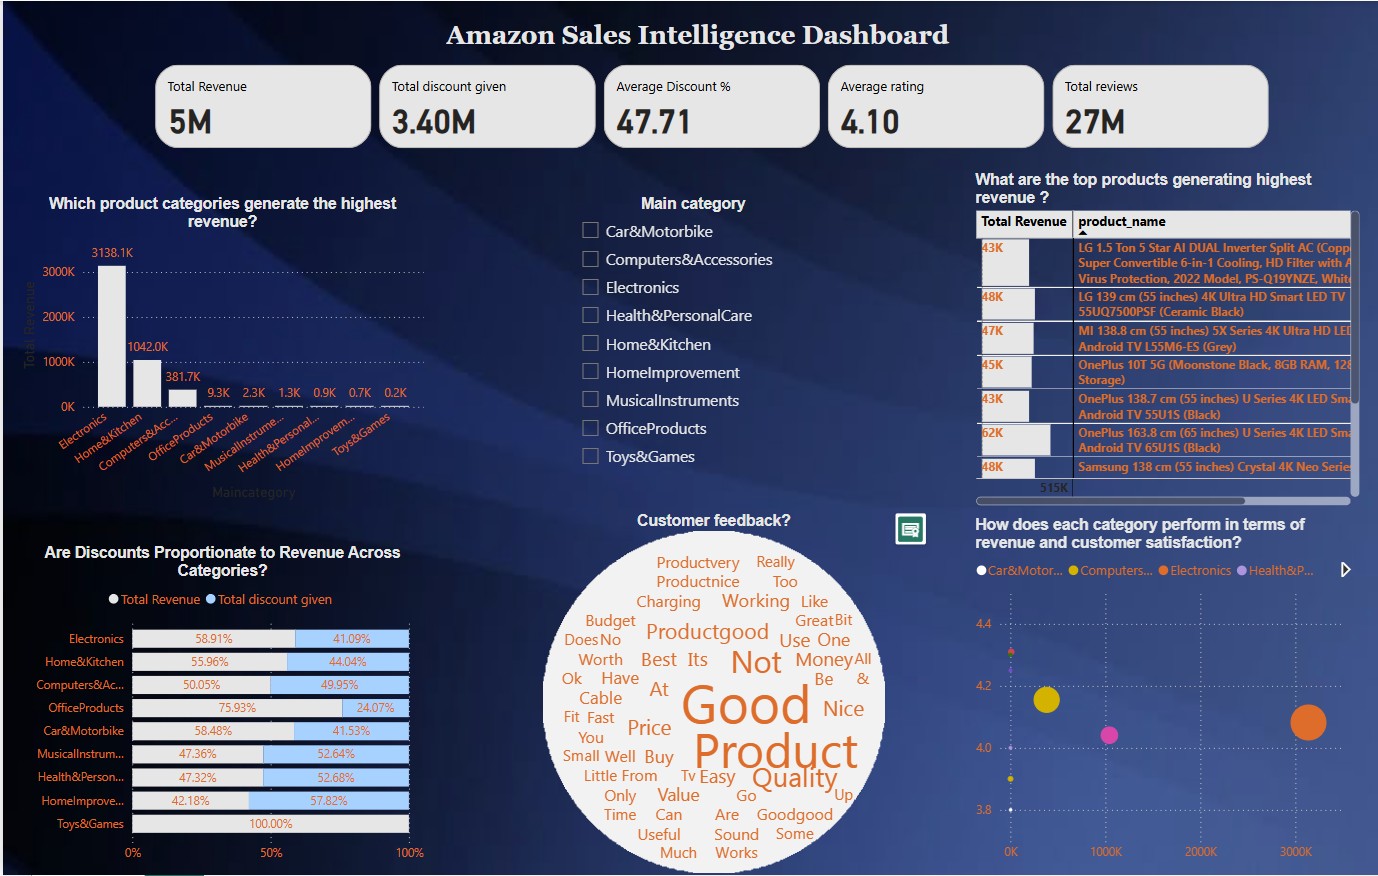 Amazon Sales Intelligence Dashboard
Total Revenue
5M
Total discount given
3.40M
Average Discount %
47.71
Average rating
4.10
Total reviews
27M
Which product categories generate the highest
revenue?
3138.1K
1042.0K
381.7K
9.3K
2.3K
1.3K
0.9K
0.7K
0.2K
3000K
2000K
1000K
0K
Total Revenue
Electronics
Home&Kitchen
Computers&Acc...
OfficeProducts
Car&Motorbike
MusicalInstrume...
Health&Personal...
HomeImprovem...
Toys&Games
Maincategory
Main category
Car&Motorbike
Computers&Accessories
Electronics
Health&PersonalCare
Home&Kitchen
HomeImprovement
MusicalInstruments
OfficeProducts
Toys&Games
What are the top products generating highest
revenue ?
Total Revenue product_name
43K LG 1.5 Ton 5 Star AI DUAL Inverter Split AC (Copp
Super Convertible 6-in-1 Cooling, HD Filter with A
Virus Protection, 2022 Model, PS-Q19YNZE, White
48K LG 139 cm (55 inches) 4K Ultra HD Smart LED TV
55UQ7500PSF (Ceramic Black)
47K MI 138.8 cm (55 inches) 5X Series 4K Ultra HD LED
Android TV L55M6-ES (Grey)
45K OnePlus 10T 5G (Moonstone Black, 8GB RAM, 128
Storage)
43K OnePlus 138.7 cm (55 inches) U Series 4K LED Sma
Android TV 55U1S (Black)
62K OnePlus 163.8 cm (65 inches) U Series 4K LED Sma
Android TV 65U1S (Black)
48K Samsung 138 cm (55 inches) Crystal 4K Neo Series
515K
Are Discounts Proportionate to Revenue Across
Categories?
Total Revenue Total discount given
Electronics 58.91% 41.09%
Home&Kitchen 55.96% 44.04%
Computers&Ac... 50.05% 49.95%
OfficeProducts 75.93% 24.07%
Car&Motorbike 58.48% 41.53%
MusicalInstrum... 47.36% 52.64%
Health&Person... 47.32% 52.68%
HomeImprove... 42.18% 57.82%
Toys&Games 100.00%
0% 50% 100%
Customer feedback?
Productvery Really
Productnice Too
Charging Working Like
Budget Great Bit
Does No Productgood Use One
Worth Best Its Not Money All
Ok Have At Be &
Cable Good Nice
Fit Fast Price
You Product
Small Well Buy
Little From Tv Easy Quality
Only Value Go Up
Time Can Are Goodgood
Useful Sound Some
Much Works
How does each category perform in terms of
revenue and customer satisfaction?
Car&Motor... Computers... Electronics Health&P...
4.4
4.2
4.0
3.8
0K 1000K 2000K 3000K